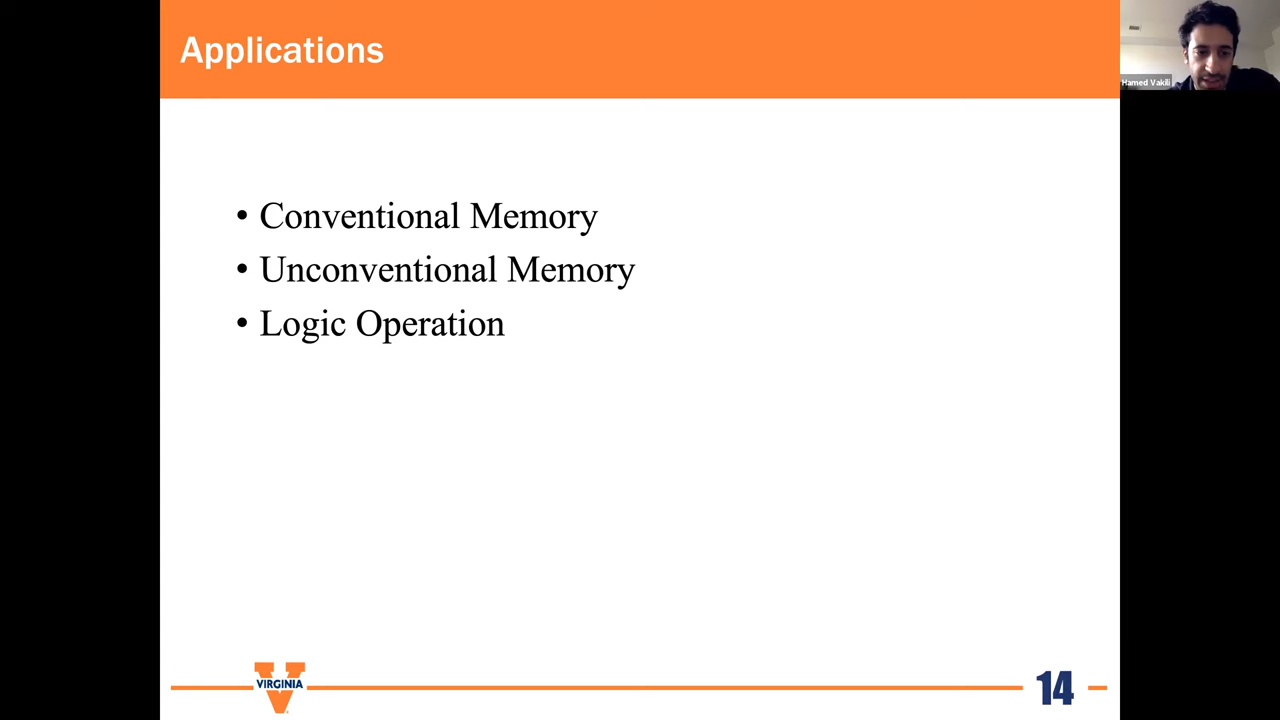 Applications
Hamed Vakili
• Conventional Memory
• Unconventional Memory
• Logic Operation
VIRGINIA
14